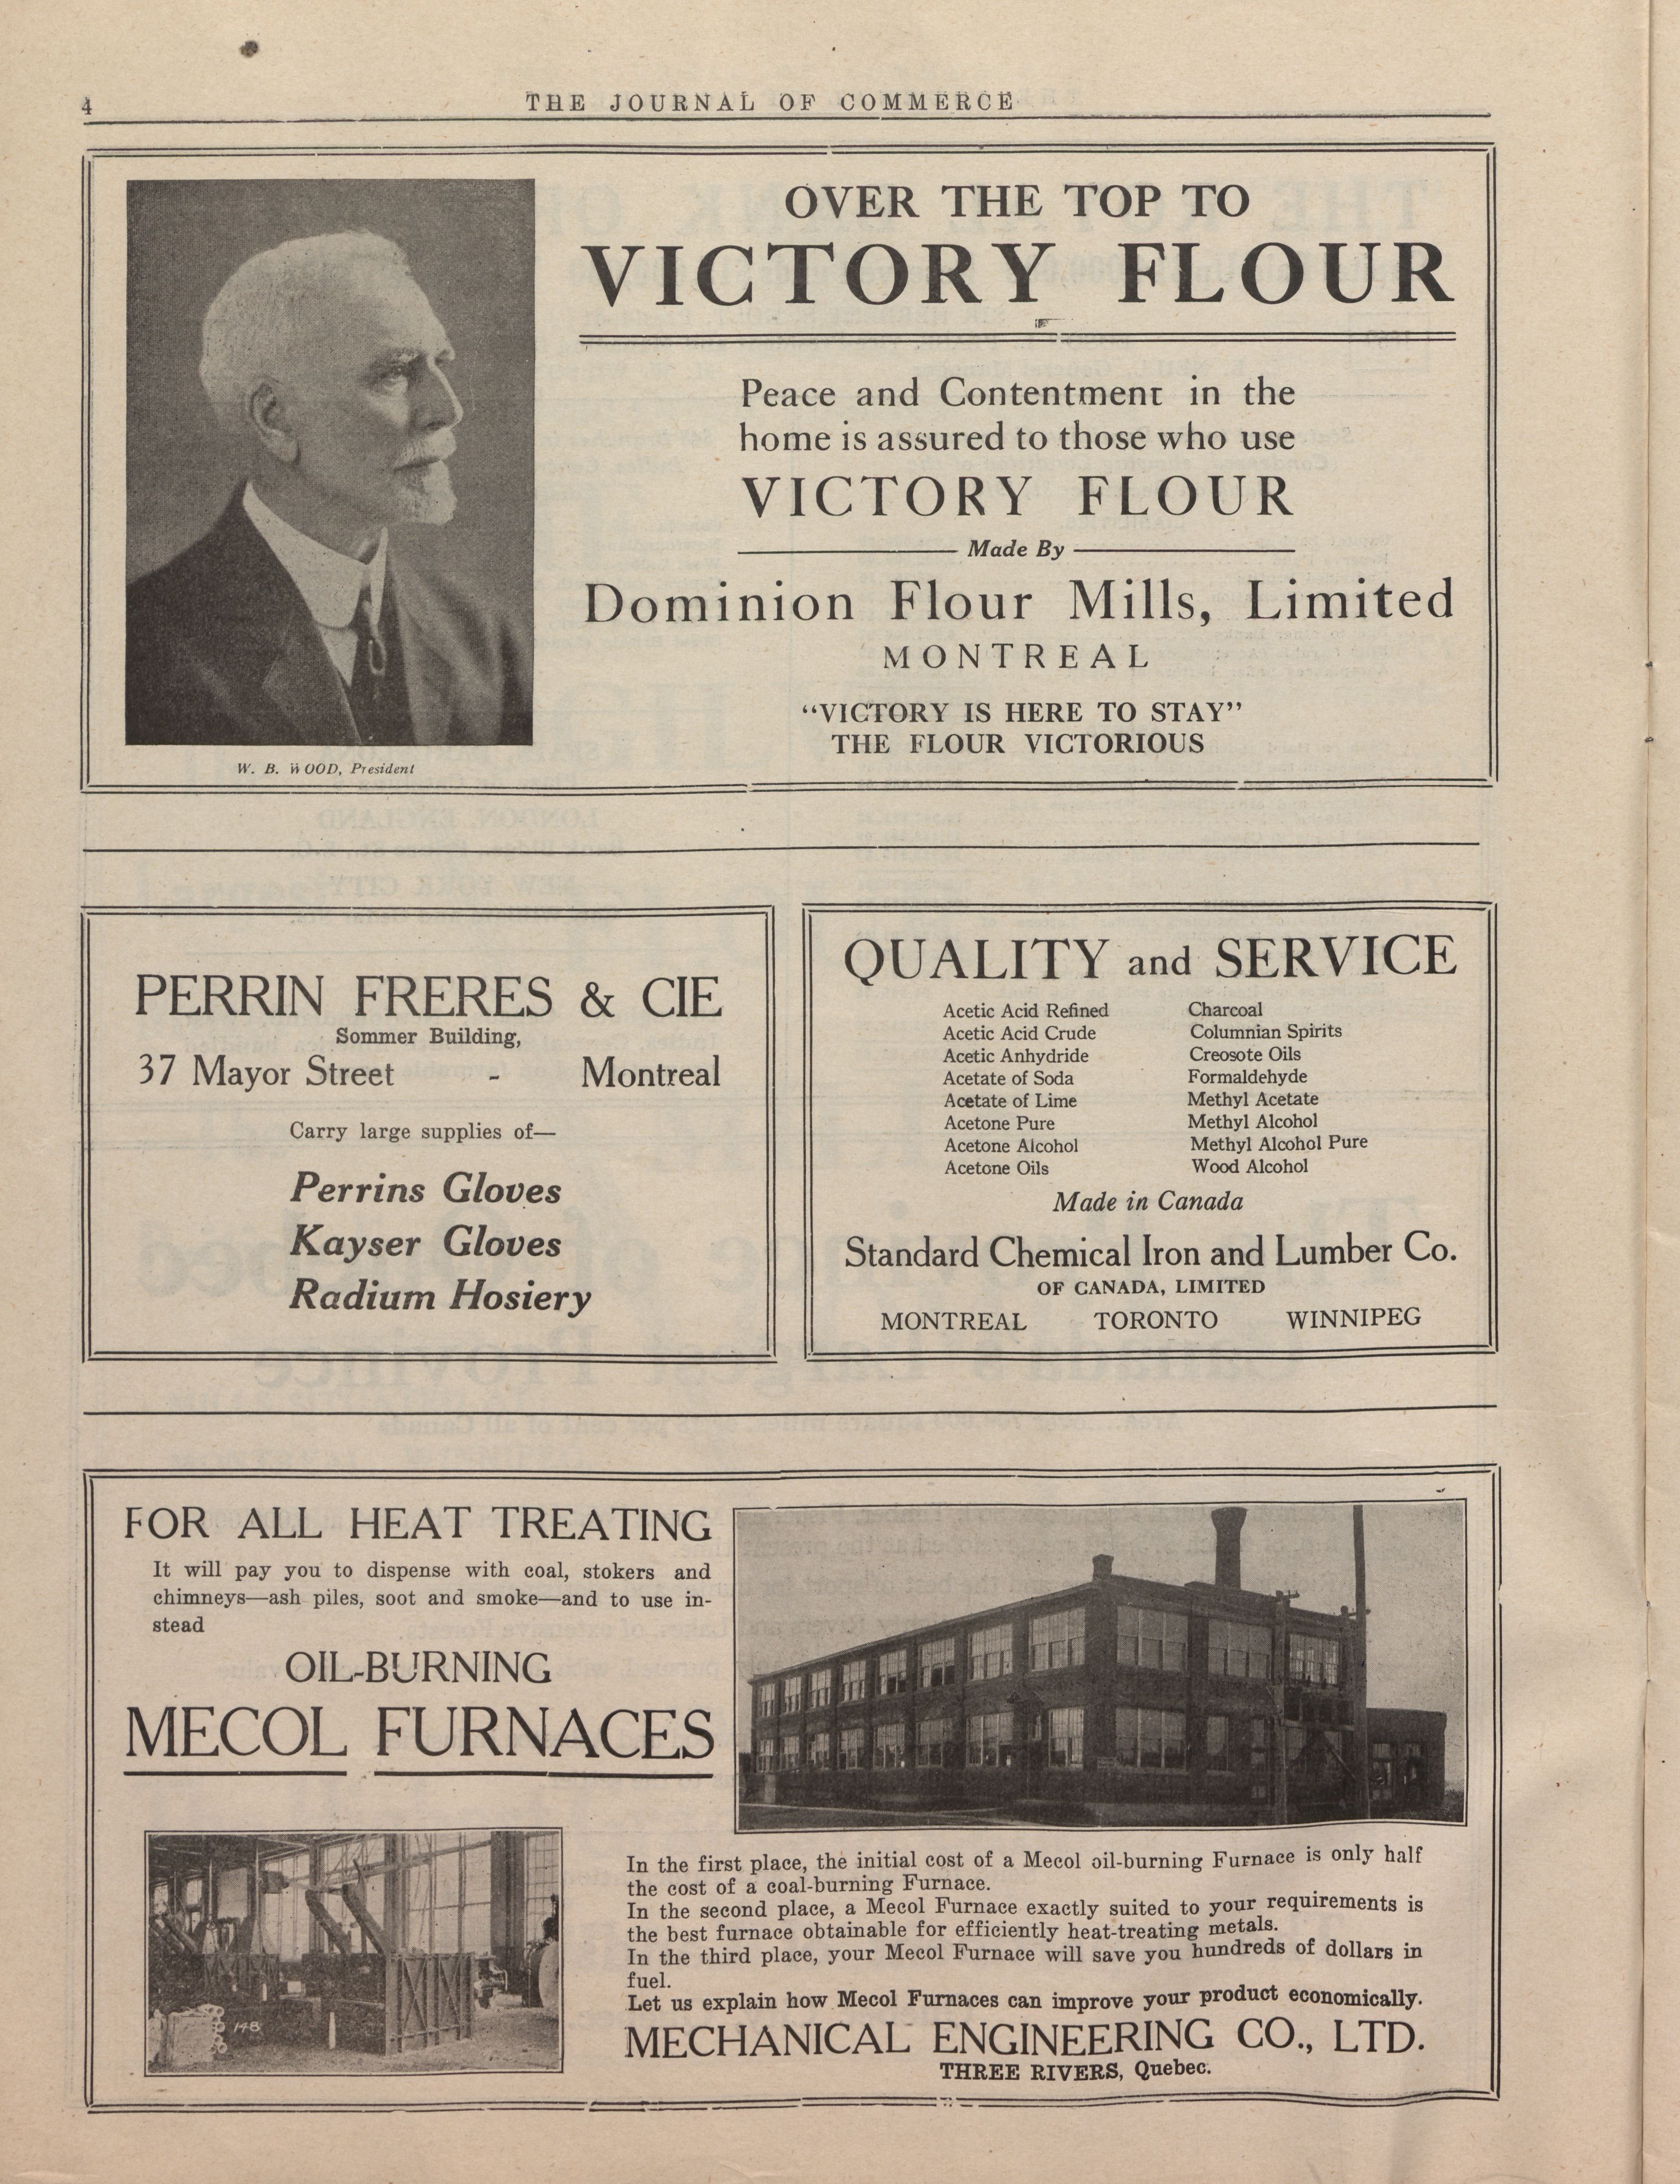 4
THE JOURNAL OF COMMERCE
OVER THE TOP TO
VICTORY FLOUR
Peace and Contentment in the
home is assured to those who use
VICTORY FLOUR
Made By
Dominion Flour Mills, Limited
MONTREAL
"VICTORY IS HERE TO STAY"
THE FLOUR VICTORIOUS
W. B. WOOD, President
PERRIN FRERES & CIE
Sommer Building,
37 Mayor Street - Montreal
Carry large supplies of—
Perrins Gloves
Kayser Gloves
Radium Hosiery
QUALITY and SERVICE
Acetic Acid Refined
Acetic Acid Crude
Acetic Anhydride
Acetate of Soda
Acetate of Lime
Acetone Pure
Acetone Alcohol
Acetone Oils
Charcoal
Columnian Spirits
Creosote Oils
Formaldehyde
Methyl Acetate
Methyl Alcohol
Methyl Alcohol Pure
Wood Alcohol
Made in Canada
Standard Chemical Iron and Lumber Co.
OF CANADA, LIMITED
MONTREAL TORONTO WINNIPEG
FOR ALL HEAT TREATING
It will pay you to dispense with coal, stokers and
chimneys—ash piles, soot and smoke—and to use in-
stead
OIL-BURNING
MECOL FURNACES
148
In the first place, the initial cost of a Mecol oil-burning Furnace is only half
the cost of a coal-burning Furnace.
In the second place, a Mecol Furnace exactly suited to your requirements is
the best furnace obtainable for efficiently heat-treating metals.
In the third place, your Mecol Furnace will save you hundreds of dollars in
fuel.
Let us explain how Mecol Furnaces can improve your product economically.
MECHANICAL ENGINEERING CO., LTD.
THREE RIVERS, Quebec.